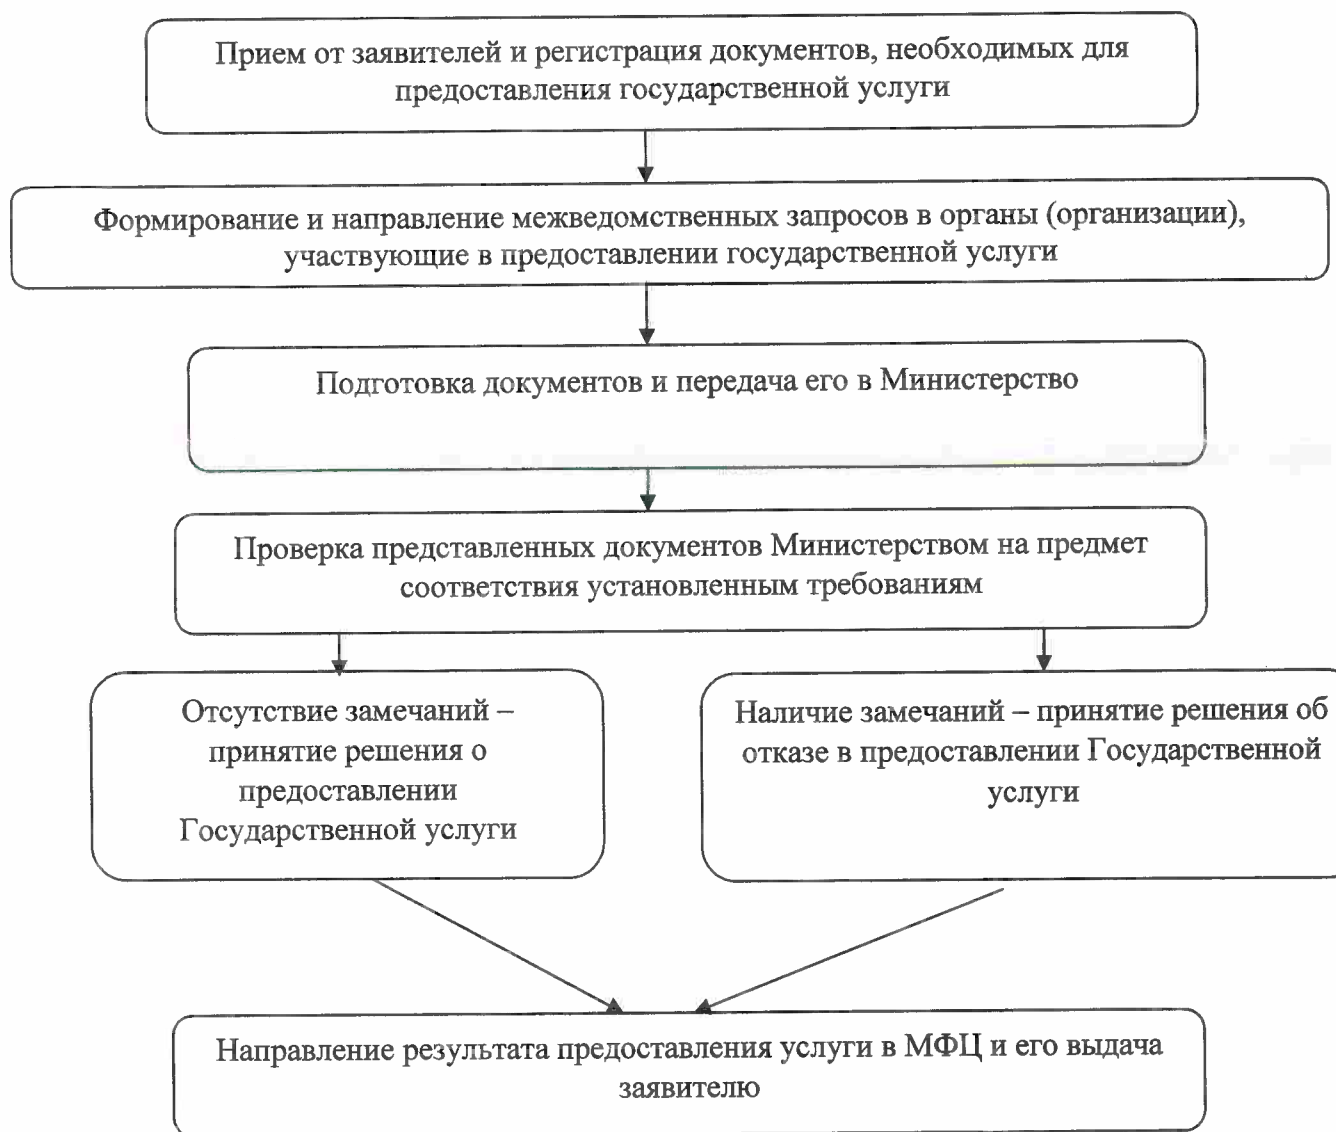 Прием от заявителей и регистрация документов, необходимых для
предоставления государственной услуги
Формирование и направление межведомственных запросов в органы (организации),
участвующие в предоставлении государственной услуги
Подготовка документов и передача его в Министерство
Проверка представленных документов Министерством на предмет
соответствия установленным требованиям
Отсутствие замечаний –
принятие решения о
предоставлении
Государственной услуги
Наличие замечаний – принятие решения об
отказе в предоставлении Государственной
услуги
Направление результата предоставления услуги в МФЦ и его выдача
заявителю